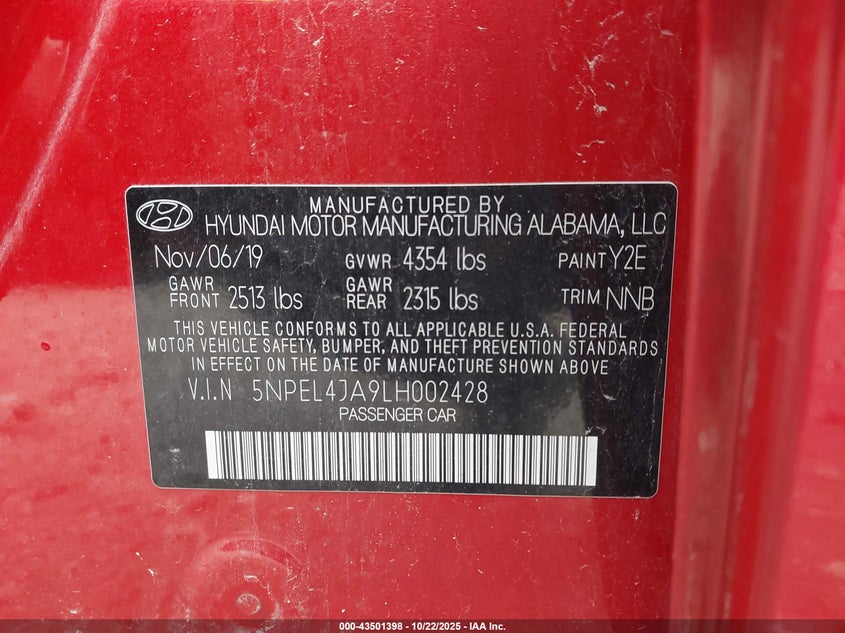 MANUFACTURED BY
HYUNDAI MOTOR MANUFACTURING ALABAMA, LLC
Nov/06/19 GVWR 4354 lbs PAINT Y2E
GAWR FRONT 2513 lbs GAWR REAR 2315 lbs TRIM NNB
THIS VEHICLE CONFORMS TO ALL APPLICABLE U.S.A. FEDERAL
MOTOR VEHICLE SAFETY, BUMPER, AND THEFT PREVENTION STANDARDS
IN EFFECT ON THE DATE OF MANUFACTURE SHOWN ABOVE
V.I.N 5NPEL4JA9LH002428
PASSENGER CAR
000-43501398 - 10/22/2025 - IAA Inc.